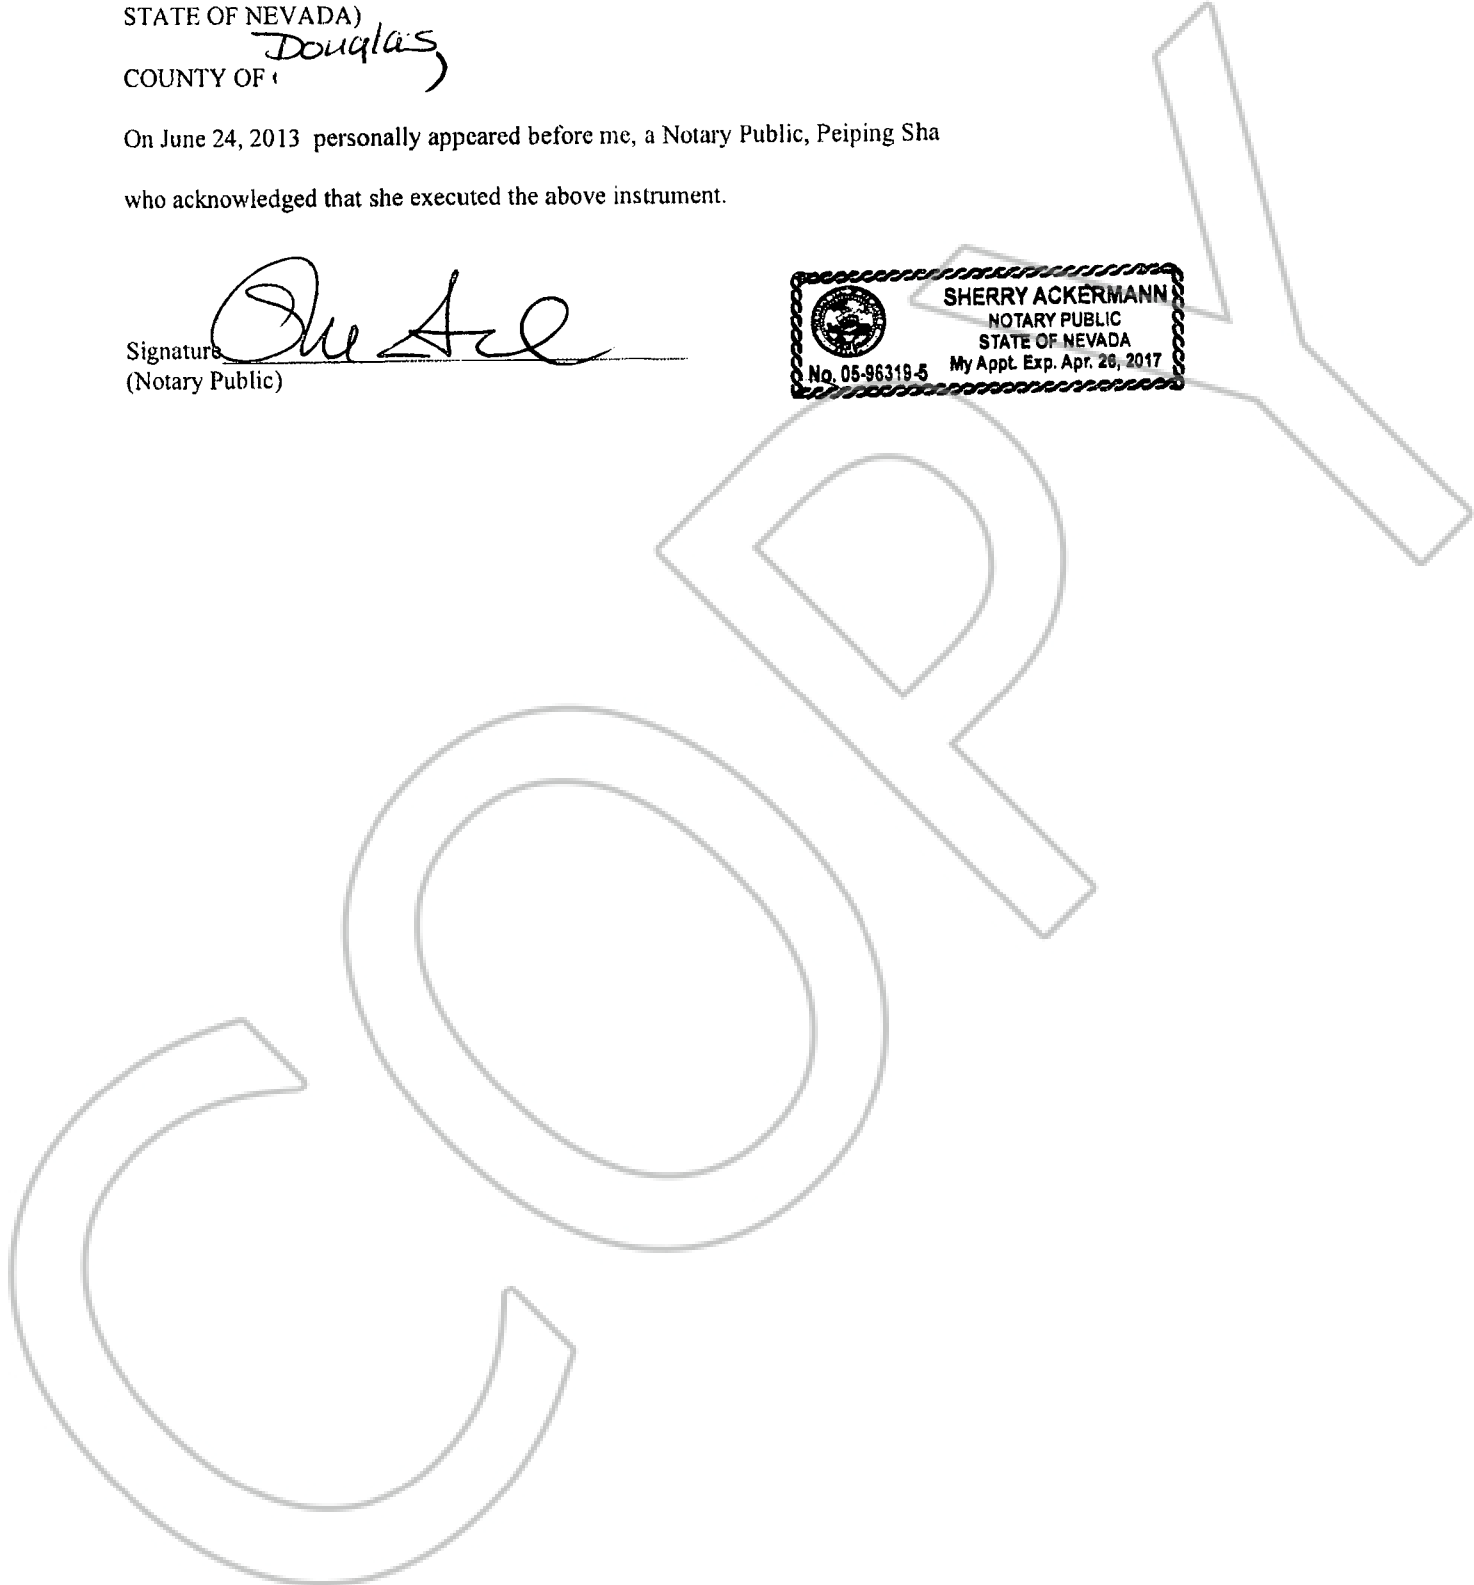 STATE OF NEVADA)
Douglas)
COUNTY OF
On June 24, 2013 personally appeared before me, a Notary Public, Peiping Sha
who acknowledged that she executed the above instrument.
Signature
(Notary Public)
SHERRY ACKERMANN
NOTARY PUBLIC
STATE OF NEVADA
My Appt. Exp. Apr. 26, 2017
No. 05-96319-5
COPY